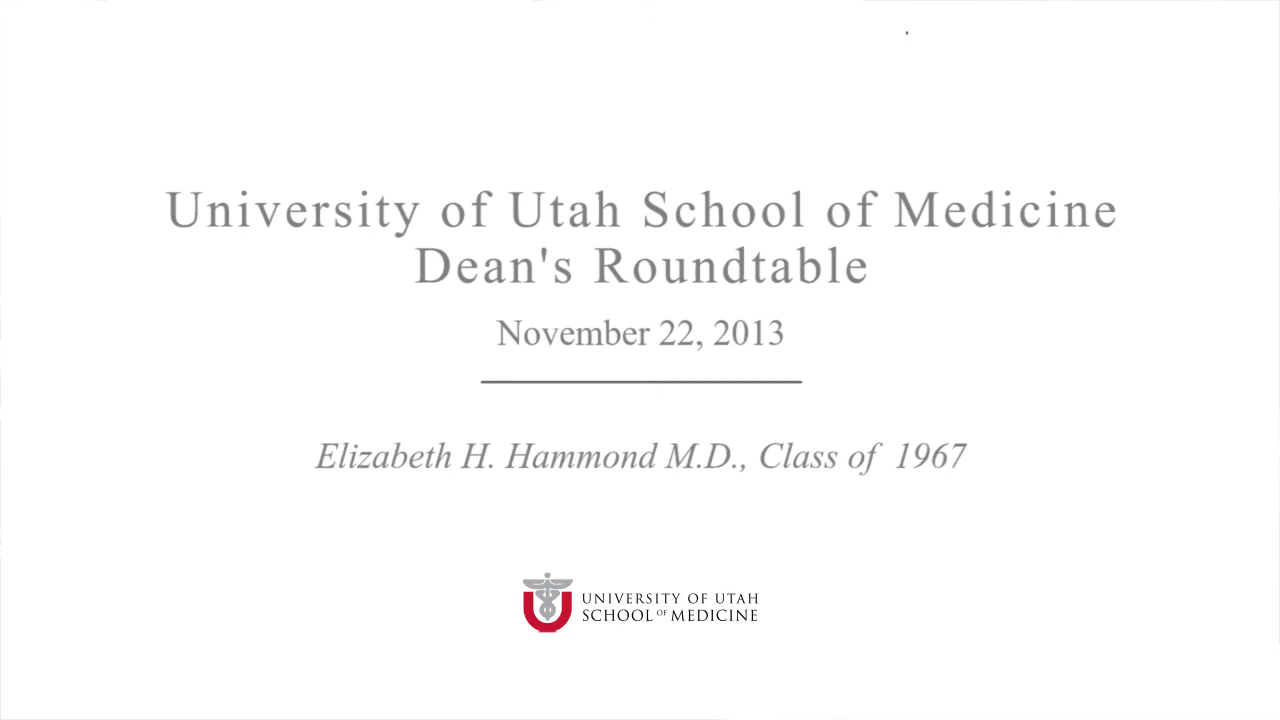 University of Utah School of Medicine
Dean's Roundtable
November 22, 2013
Elizabeth H. Hammond M.D., Class of 1967
UNIVERSITY OF UTAH
SCHOOL OF MEDICINE